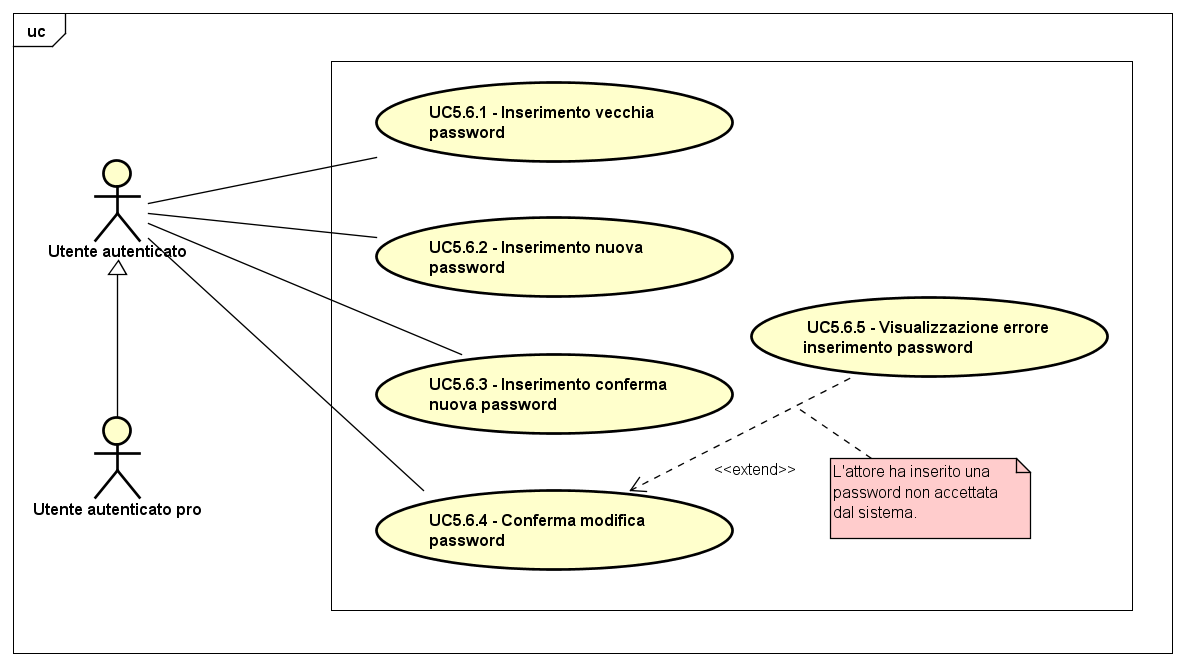 uc
UC5.6.1 - Inserimento vecchia
password
Utente autenticato
UC5.6.2 - Inserimento nuova
password
UC5.6.5 - Visualizzazione errore
inserimento password
UC5.6.3 - Inserimento conferma
nuova password
Utente autenticato pro
<<extend>>
L'attore ha inserito una
password non accettata
dal sistema.
UC5.6.4 - Conferma modifica
password